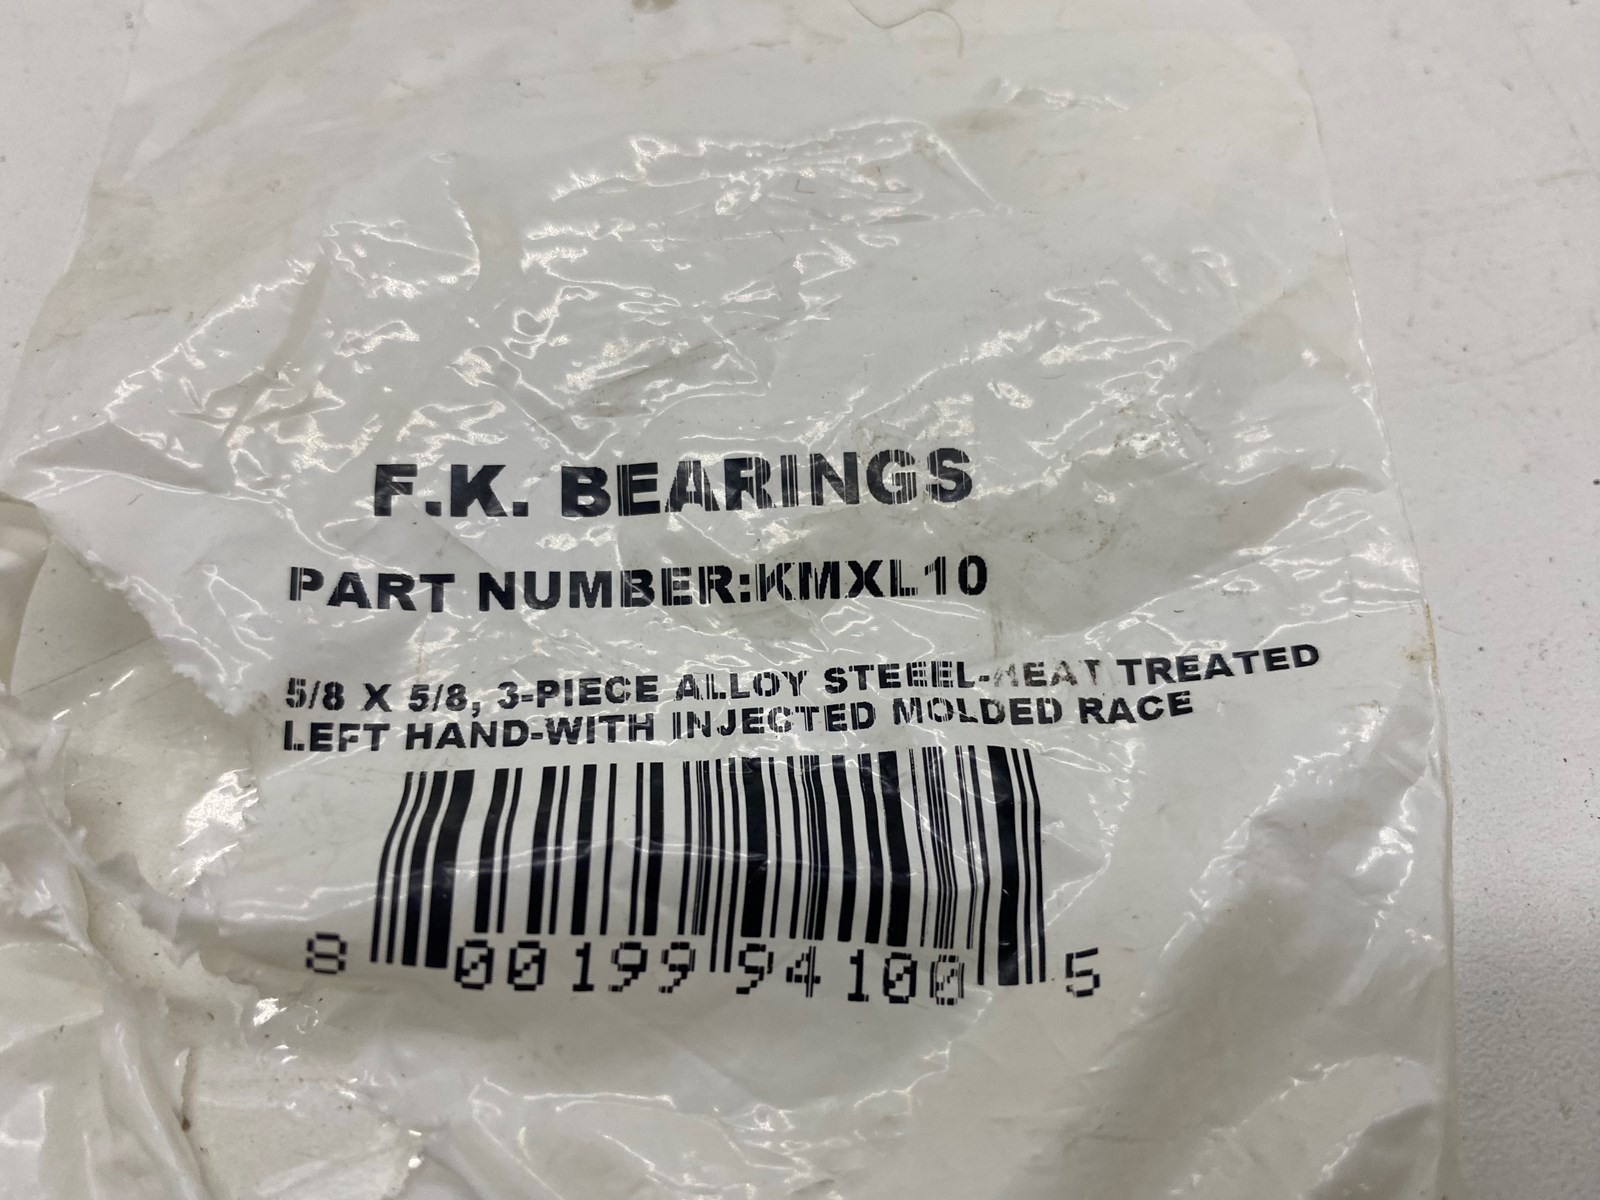 F.K. BEARINGS
PART NUMBER:KMXL10
5/8 X 5/8, 3-PIECE ALLOY STEEEL-HEAT TREATED
LEFT HAND-WITH INJECTED MOLDED RACE
8 00199 94100 5